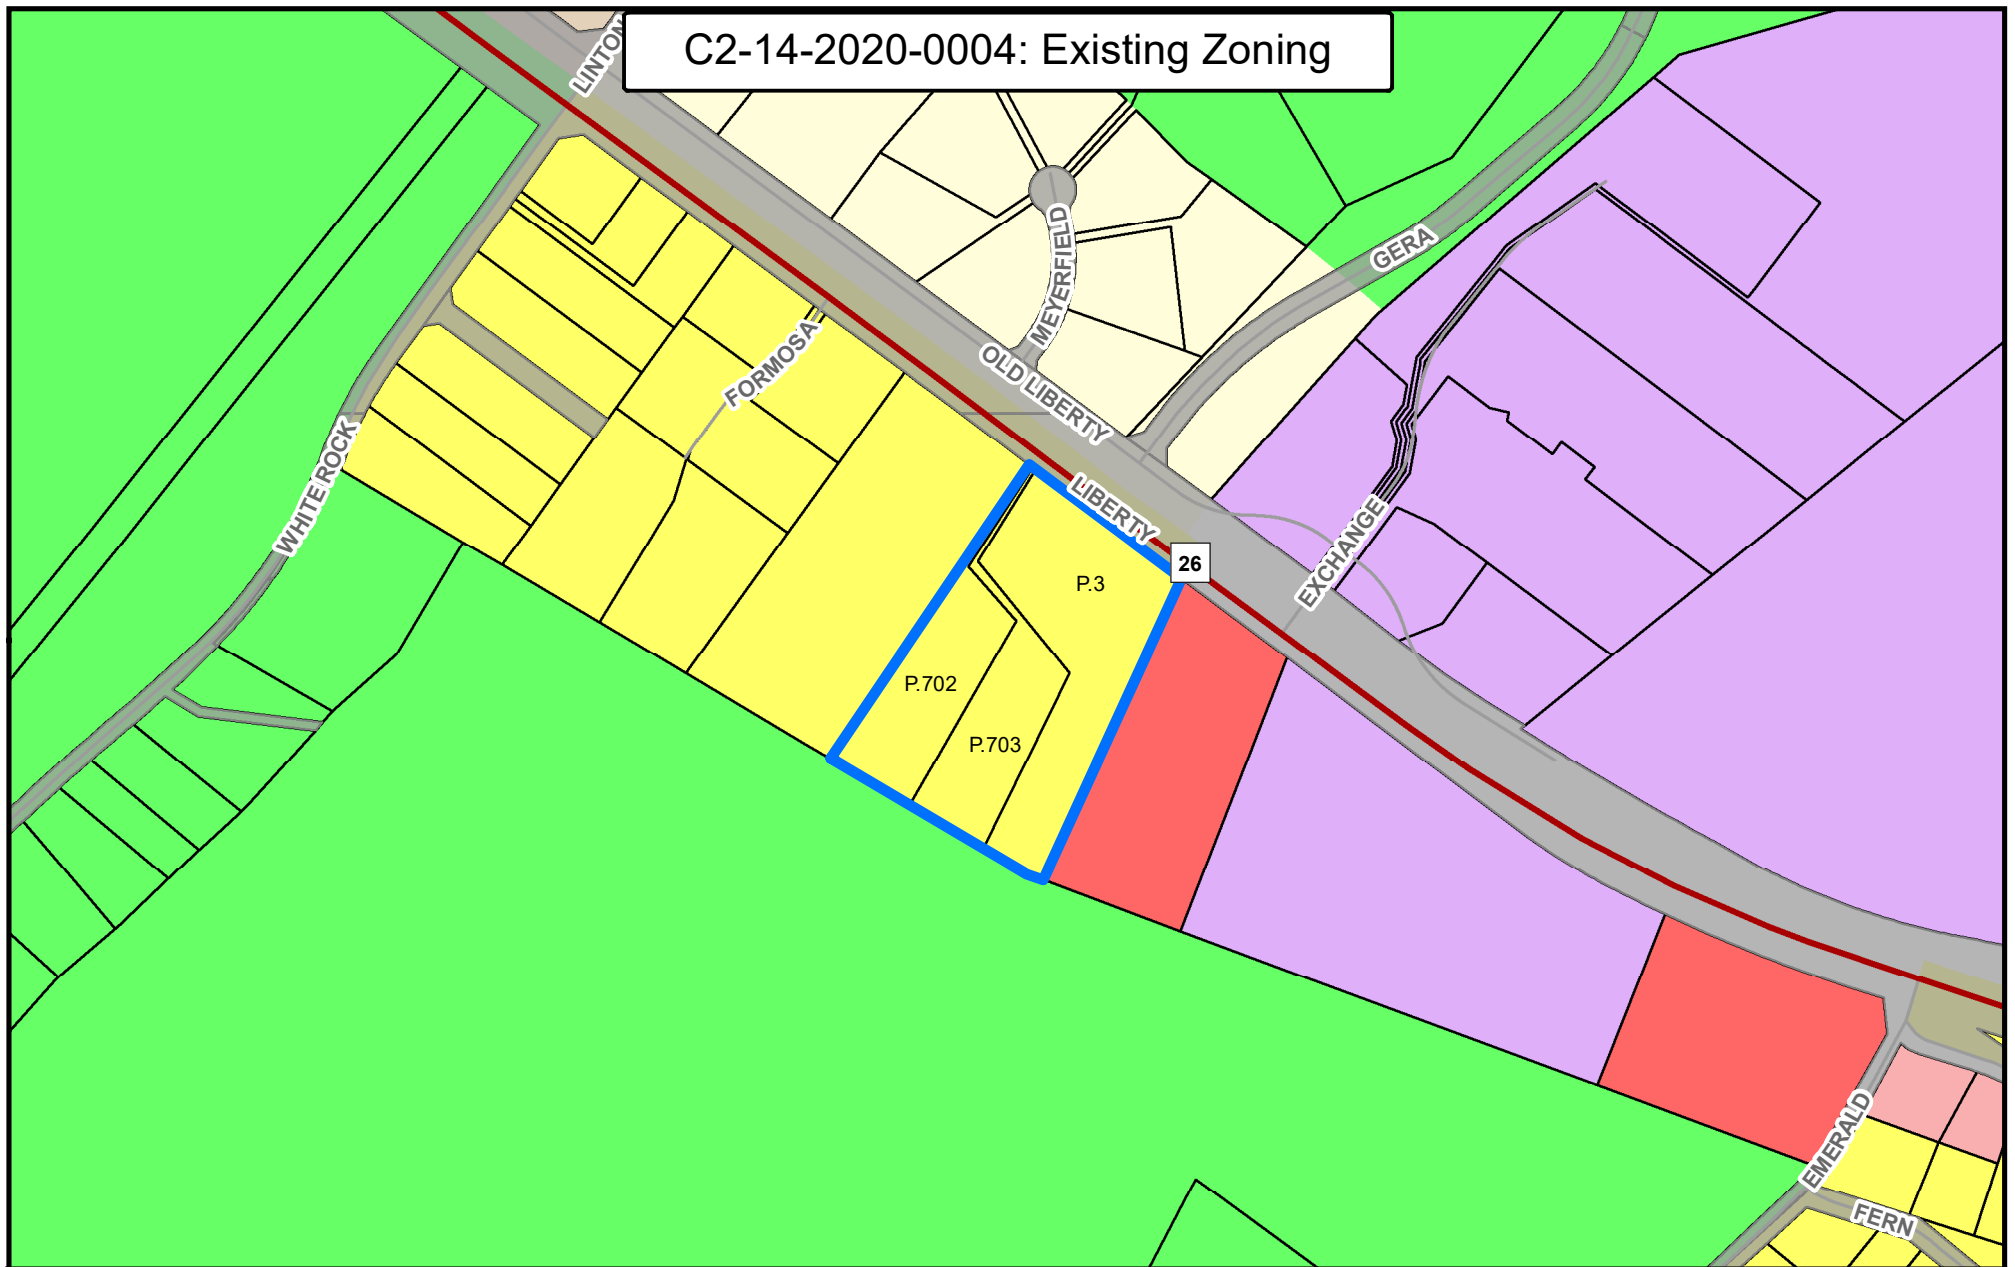 C2-14-2020-0004: Existing Zoning
LINTON
MEYERFIELD
GERA
OLD LIBERTY
FORMOSA
WHITE ROCK
LIBERTY
EXCHANGE
26
P.3
P.702
P.703
EMERALD
FERN